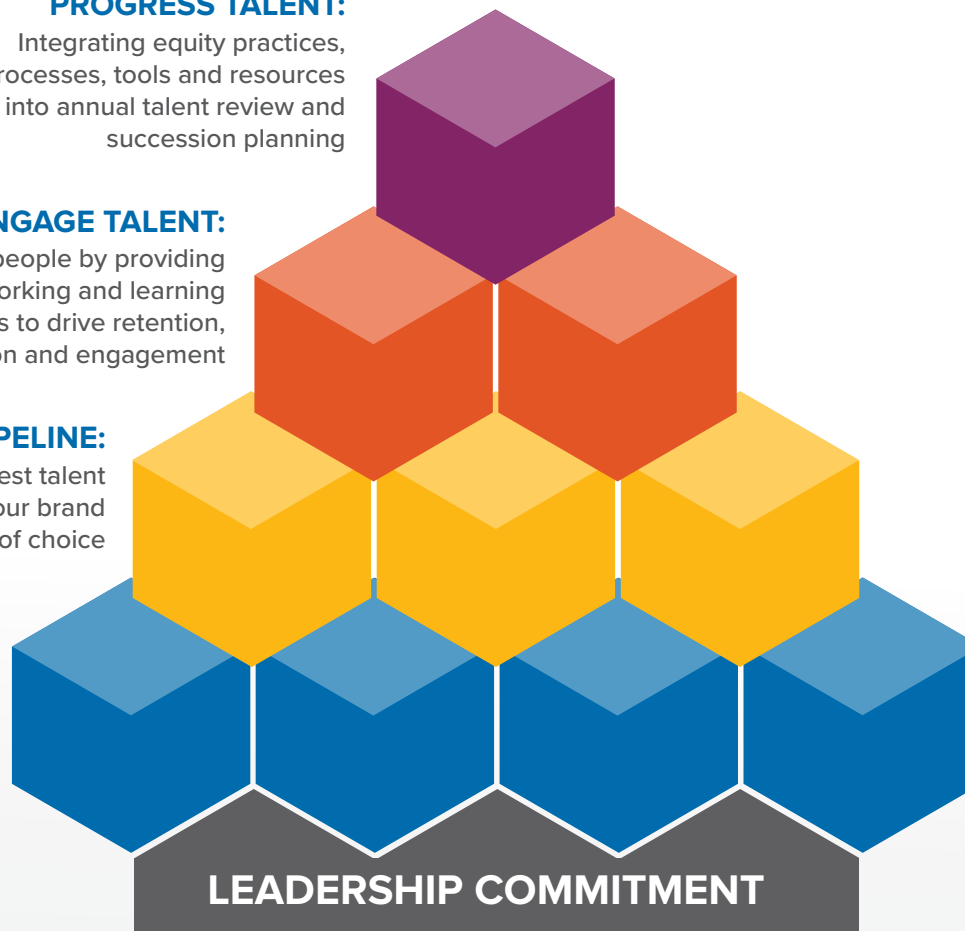 PROGRESS TALENT:
Integrating equity practices,
rocesses, tools and resources
into annual talent review and
succession planning
NGAGE TALENT:
people by providing
orking and learning
s to drive retention,
on and engagement
PELINE:
est talent
our brand
of choice
LEADERSHIP COMMITMENT